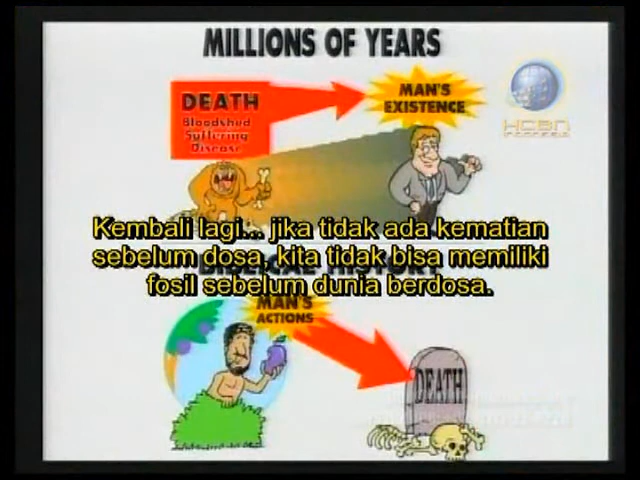 MILLIONS OF YEARS
DEATH
Bloodshed
Suffering
Disease
MAN'S
EXISTENCE
HCBN
INDONESIA
Kembali lagi... jika tidak ada kematian
sebelum dosa, kita tidak bisa memiliki
BIBLICAL HISTORY
fosil sebelum dunia berdosa.
MAN'S
ACTIONS
DEATH